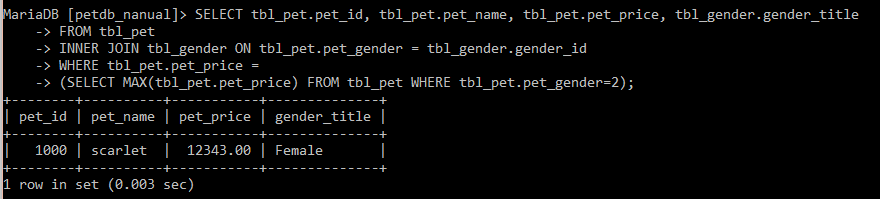 MariaDB [petdb_nanual]> SELECT tbl_pet.pet_id, tbl_pet.pet_name, tbl_pet.pet_price, tbl_gender.gender_title
    -> FROM tbl_pet
    -> INNER JOIN tbl_gender ON tbl_pet.pet_gender = tbl_gender.gender_id
    -> WHERE tbl_pet.pet_price =
    -> (SELECT MAX(tbl_pet.pet_price) FROM tbl_pet WHERE tbl_pet.pet_gender=2);
+--------+----------+-----------+--------------+
| pet_id | pet_name | pet_price | gender_title |
+--------+----------+-----------+--------------+
|   1000 | scarlet  |  12343.00 | Female       |
+--------+----------+-----------+--------------+
1 row in set (0.003 sec)